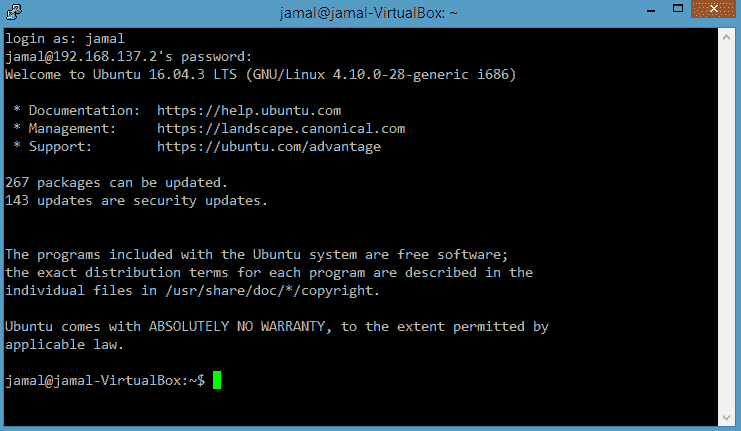 jamal@jamal-VirtualBox: ~
login as: jamal
jamal@192.168.137.2's password:
Welcome to Ubuntu 16.04.3 LTS (GNU/Linux 4.10.0-28-generic i686)
* Documentation:  https://help.ubuntu.com
* Management:     https://landscape.canonical.com
* Support:        https://ubuntu.com/advantage
267 packages can be updated.
143 updates are security updates.
The programs included with the Ubuntu system are free software;
the exact distribution terms for each program are described in the
individual files in /usr/share/doc/*/copyright.
Ubuntu comes with ABSOLUTELY NO WARRANTY, to the extent permitted by
applicable law.
jamal@jamal-VirtualBox:~$